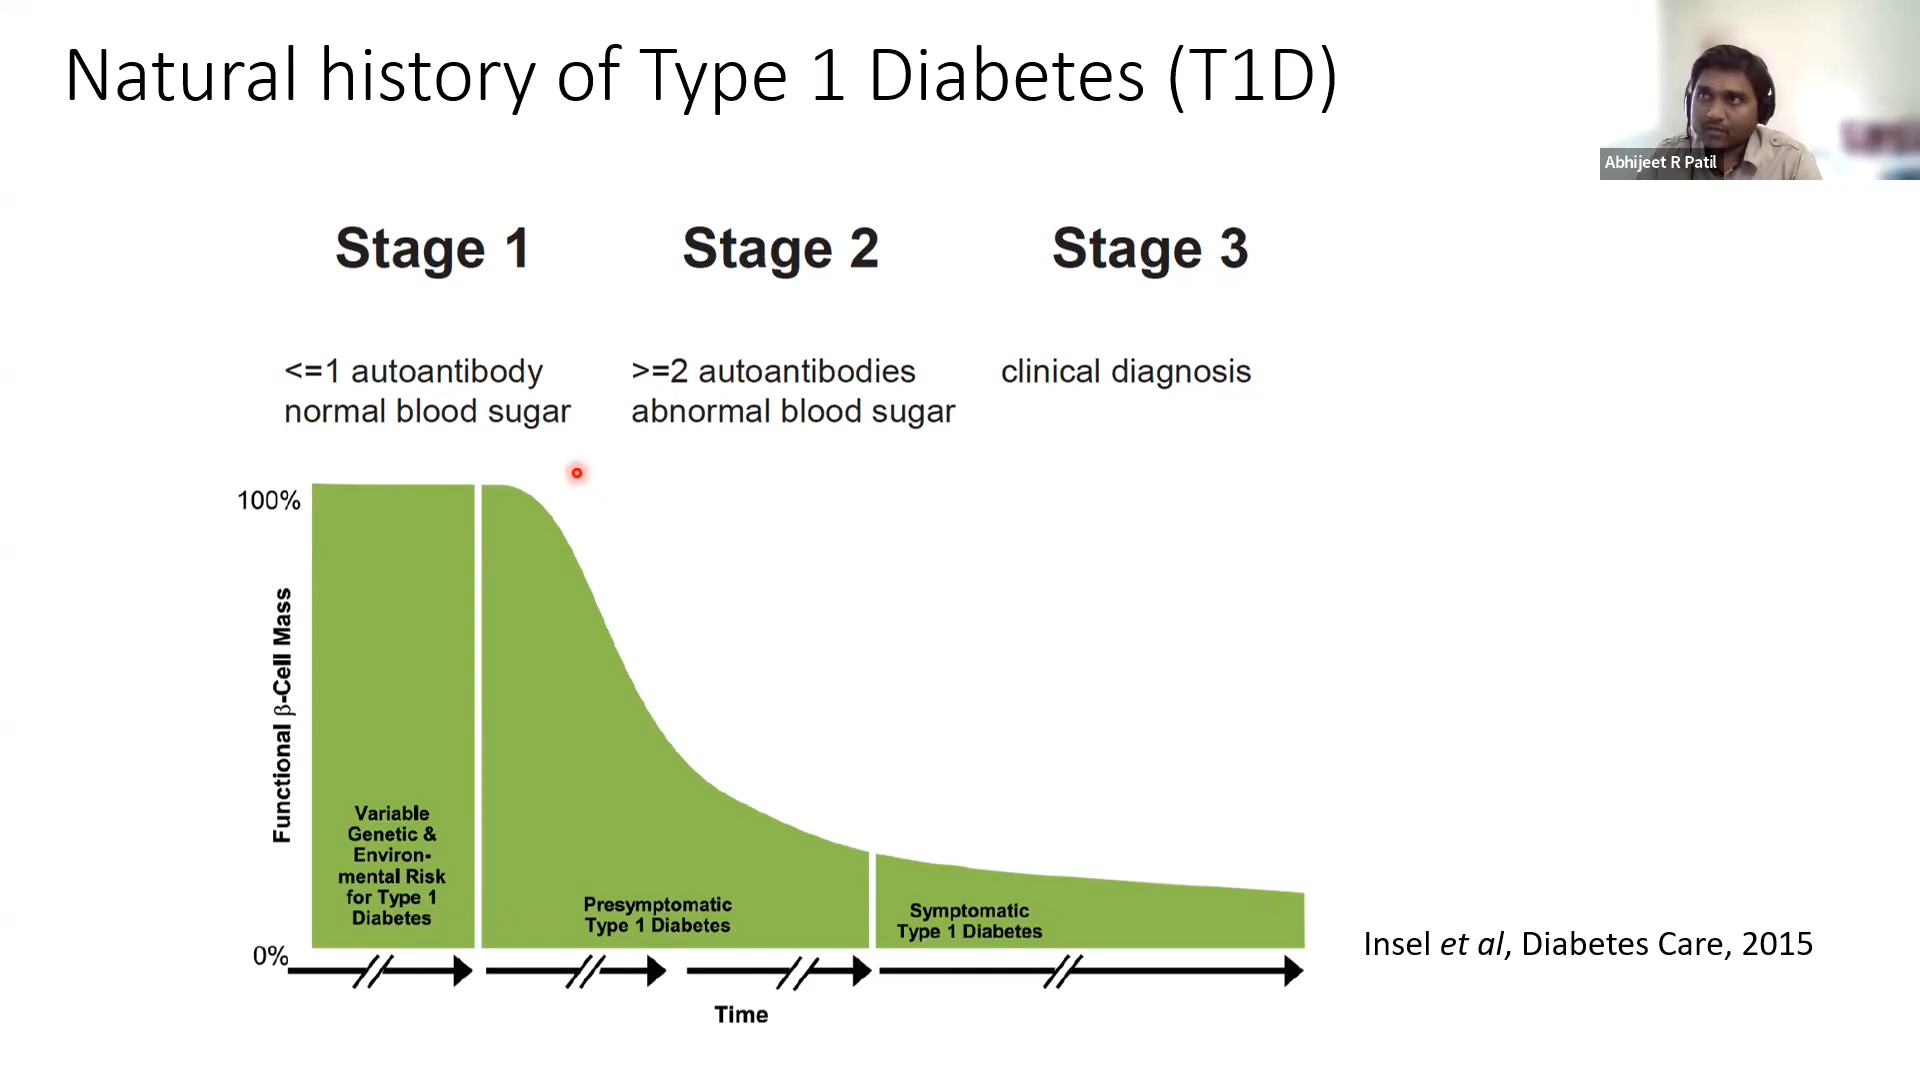 Natural history of Type 1 Diabetes (T1D)
Abhijeet R Patil
Stage 1
Stage 2
Stage 3
<=1 autoantibody
normal blood sugar
>=2 autoantibodies
abnormal blood sugar
clinical diagnosis
100%
Functional β-Cell Mass
0%
Variable
Genetic &
Environ-
mental Risk
for Type 1
Diabetes
Presymptomatic
Type 1 Diabetes
Symptomatic
Type 1 Diabetes
Time
Insel et al, Diabetes Care, 2015